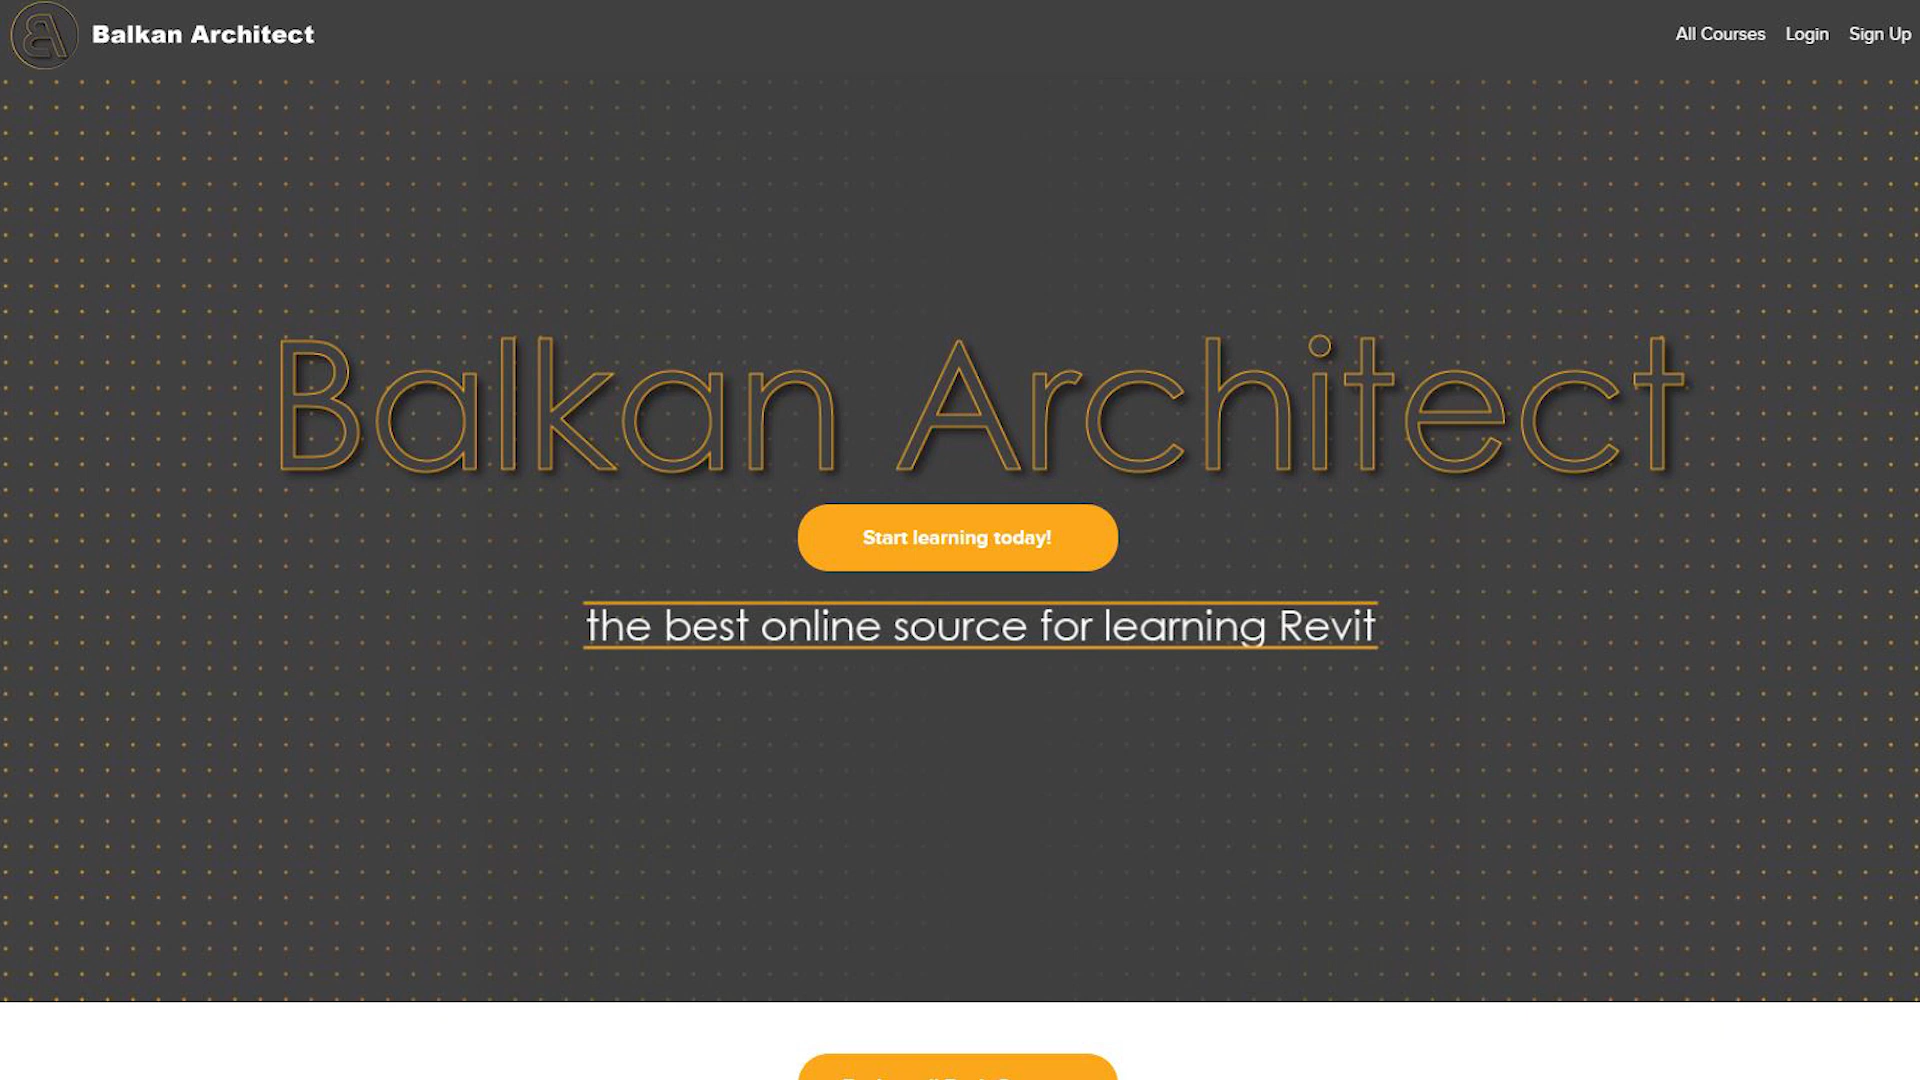 Balkan Architect
All Courses Login Sign Up
Balkan Architect
Start learning today!
the best online source for learning Revit